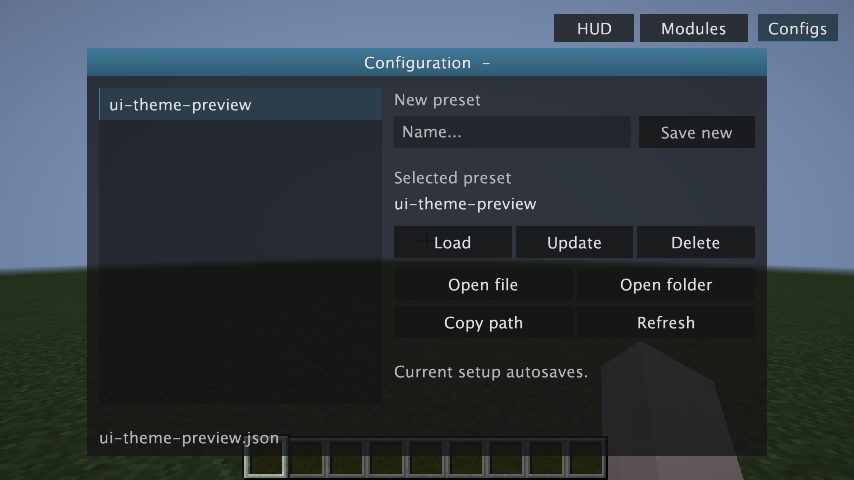 HUD Modules Configs
Configuration –
ui-theme-preview
New preset
Name...
Save new
Selected preset
ui-theme-preview
Load Update Delete
Open file Open folder
Copy path Refresh
Current setup autosaves.
ui-theme-preview.json